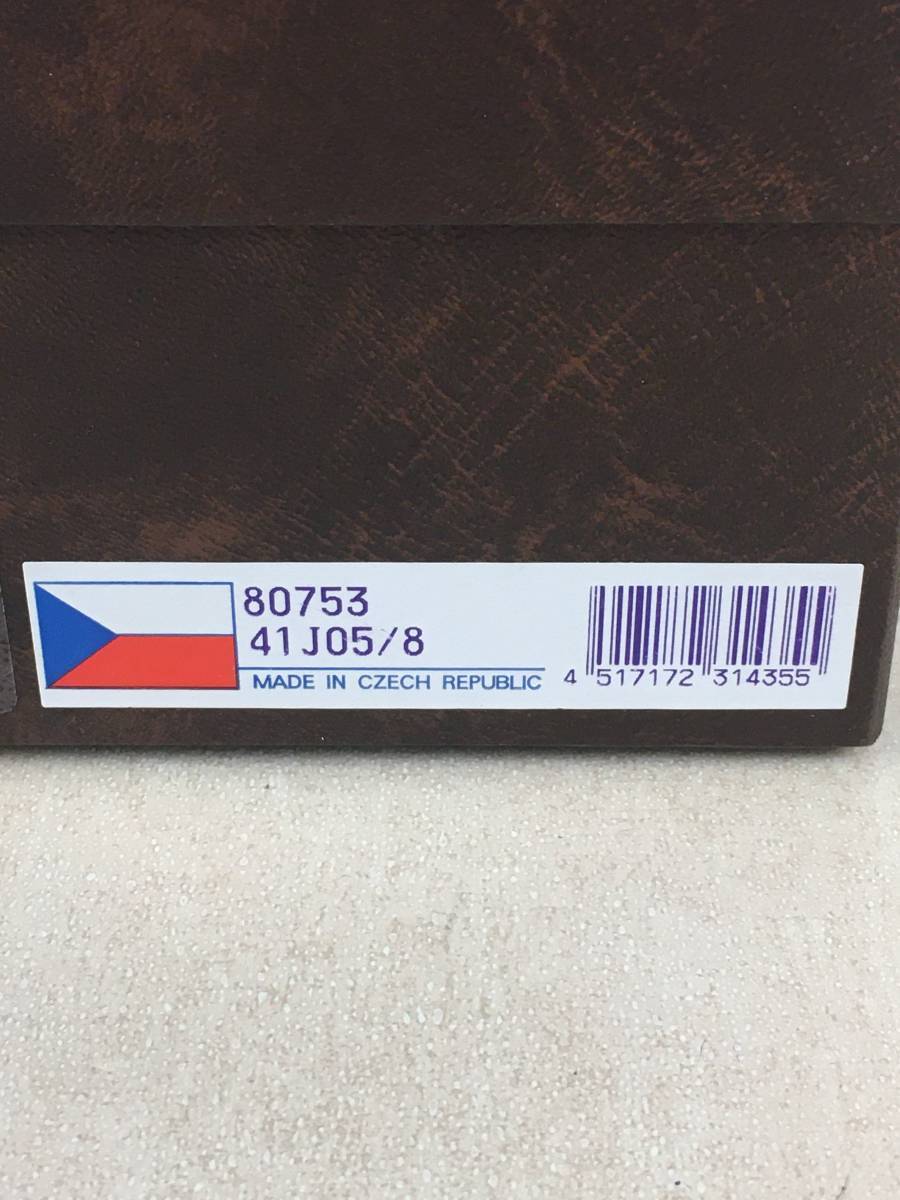 80753
41J05/8
MADE IN CZECH REPUBLIC
4 517172 314355